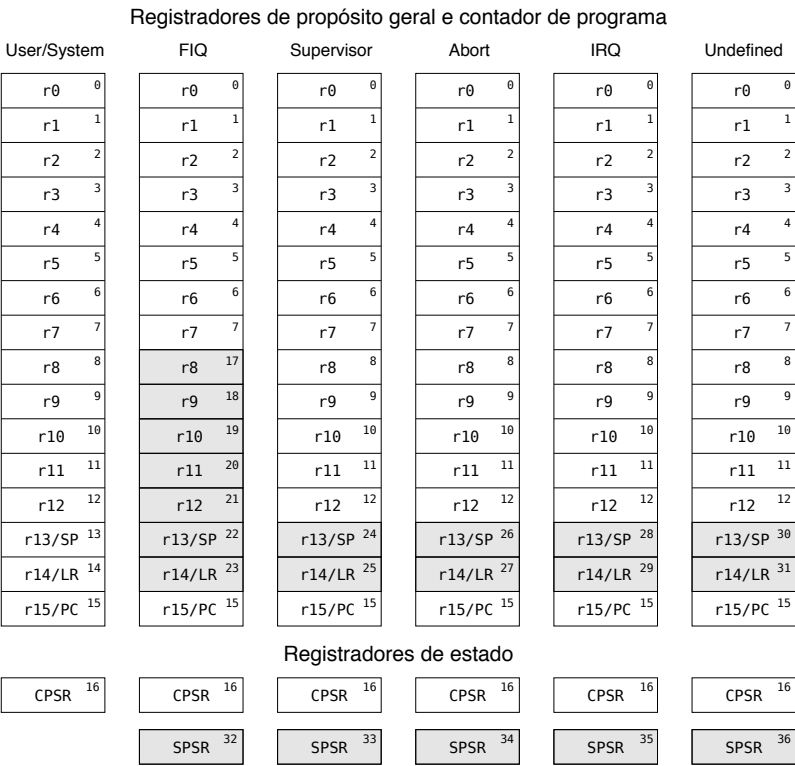 Registradores de propósito geral e contador de programa
User/System FIQ Supervisor Abort IRQ Undefined
r0 0 r0 0 r0 0 r0 0 r0 0 r0 0
r1 1 r1 1 r1 1 r1 1 r1 1 r1 1
r2 2 r2 2 r2 2 r2 2 r2 2 r2 2
r3 3 r3 3 r3 3 r3 3 r3 3 r3 3
r4 4 r4 4 r4 4 r4 4 r4 4 r4 4
r5 5 r5 5 r5 5 r5 5 r5 5 r5 5
r6 6 r6 6 r6 6 r6 6 r6 6 r6 6
r7 7 r7 7 r7 7 r7 7 r7 7 r7 7
r8 8 r8 17 r8 8 r8 8 r8 8 r8 8
r9 9 r9 18 r9 9 r9 9 r9 9 r9 9
r10 10 r10 19 r10 10 r10 10 r10 10 r10 10
r11 11 r11 20 r11 11 r11 11 r11 11 r11 11
r12 12 r12 21 r12 12 r12 12 r12 12 r12 12
r13/SP 13 r13/SP 22 r13/SP 24 r13/SP 26 r13/SP 28 r13/SP 30
r14/LR 14 r14/LR 23 r14/LR 25 r14/LR 27 r14/LR 29 r14/LR 31
r15/PC 15 r15/PC 15 r15/PC 15 r15/PC 15 r15/PC 15 r15/PC 15
Registradores de estado
CPSR 16 CPSR 16 CPSR 16 CPSR 16 CPSR 16 CPSR 16
SPSR 32 SPSR 33 SPSR 34 SPSR 35 SPSR 36